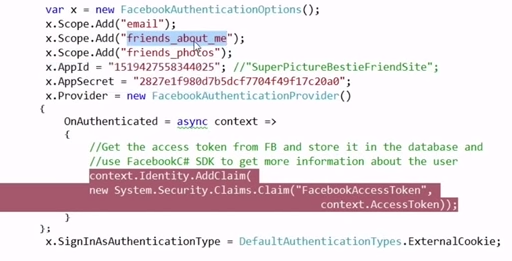 var x = new FacebookAuthenticationOptions();
x.Scope.Add("email");
x.Scope.Add("friends_about_me");
x.Scope.Add("friends_photos");
x.AppId = "1519427558344025"; //"SuperPictureBestieFriendSite";
x.AppSecret = "2827e1f980d7b5dcf7704f49f17c20a0";
x.Provider = new FacebookAuthenticationProvider()
{
OnAuthenticated = async context =>
{
//Get the access token from FB and store it in the database and
//use FacebookC# SDK to get more information about the user
context.Identity.AddClaim(
new System.Security.Claims.Claim("FacebookAccessToken",
context.AccessToken));
}
};
x.SignInAsAuthenticationType = DefaultAuthenticationTypes.ExternalCookie;